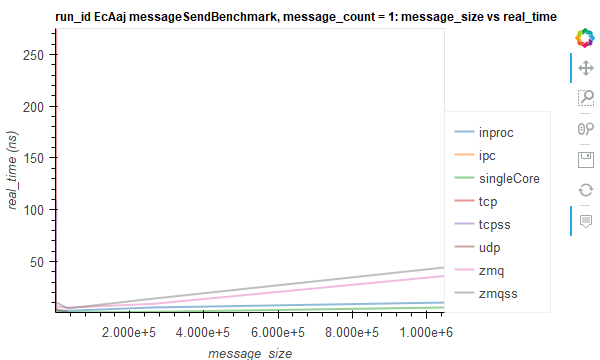 run_id EcAaj messageSendBenchmark, message_count = 1: message_size vs real_time
250
200
150
100
50
real_time (ns)
2.000e+5 4.000e+5 6.000e+5 8.000e+5 1.000e+6
message_size
inproc
ipc
singleCore
tcp
tcpss
udp
zmq
zmqss